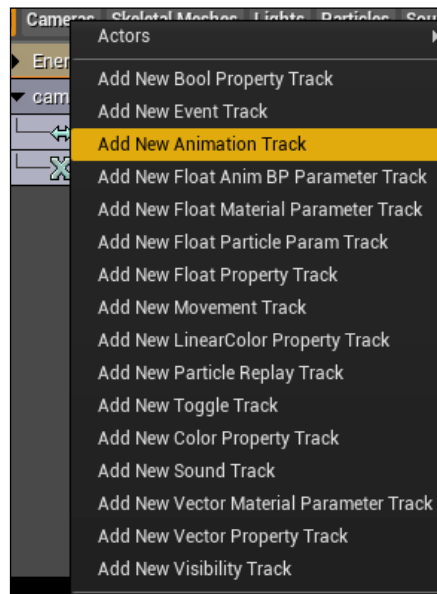 Cameras Skeletal Meshes Lights Particles
Actors
Add New Bool Property Track
Add New Event Track
Add New Animation Track
Add New Float Anim BP Parameter Track
Add New Float Material Parameter Track
Add New Float Particle Param Track
Add New Float Property Track
Add New Movement Track
Add New LinearColor Property Track
Add New Particle Replay Track
Add New Toggle Track
Add New Color Property Track
Add New Sound Track
Add New Vector Material Parameter Track
Add New Vector Property Track
Add New Visibility Track